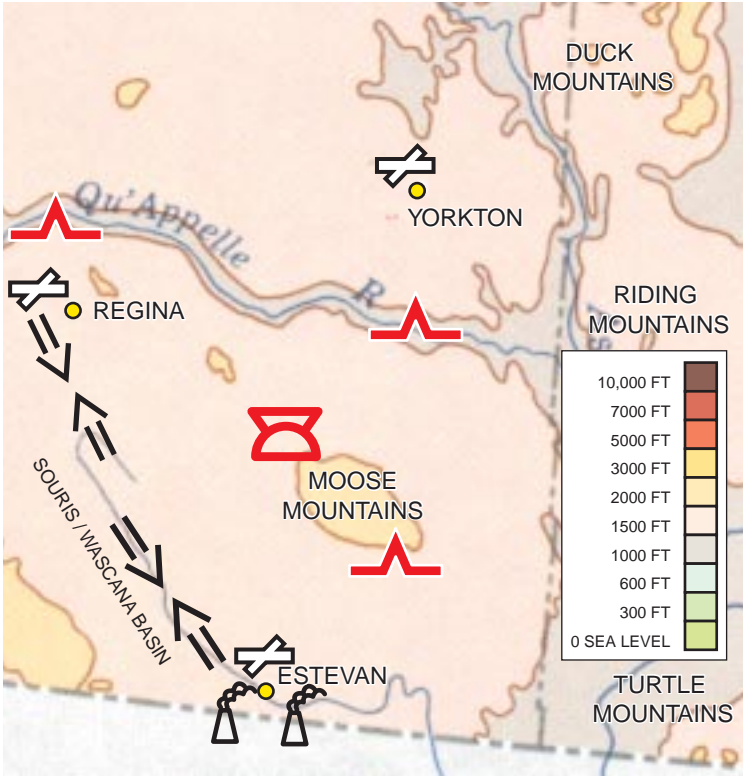 DUCK
MOUNTAINS
YORKTON
Qu'Appelle
R
REGINA
RIDING
MOUNTAINS
10,000 FT
7000 FT
5000 FT
3000 FT
2000 FT
1500 FT
1000 FT
600 FT
300 FT
0 SEA LEVEL
MOOSE
MOUNTAINS
SOURIS / WASCANA BASIN
ESTEVAN
TURTLE
MOUNTAINS